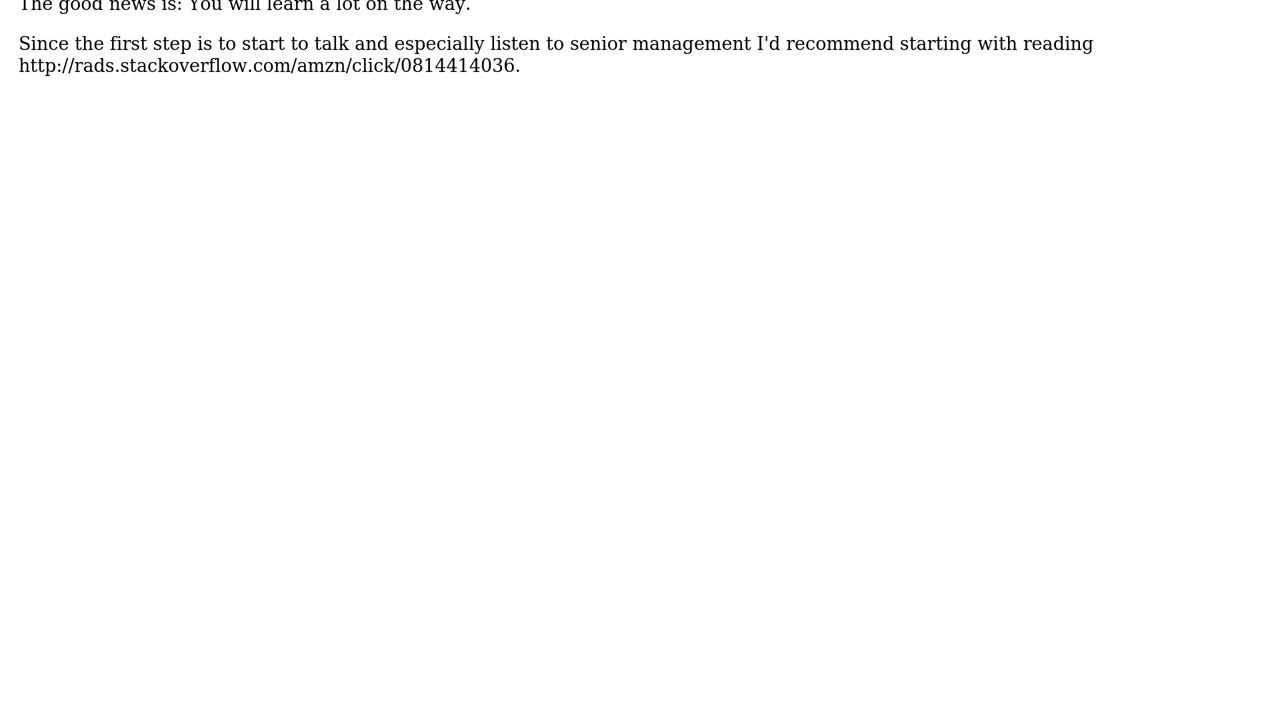 The good news is: You will learn a lot on the way.
Since the first step is to start to talk and especially listen to senior management I'd recommend starting with reading
http://rads.stackoverflow.com/amzn/click/0814414036.